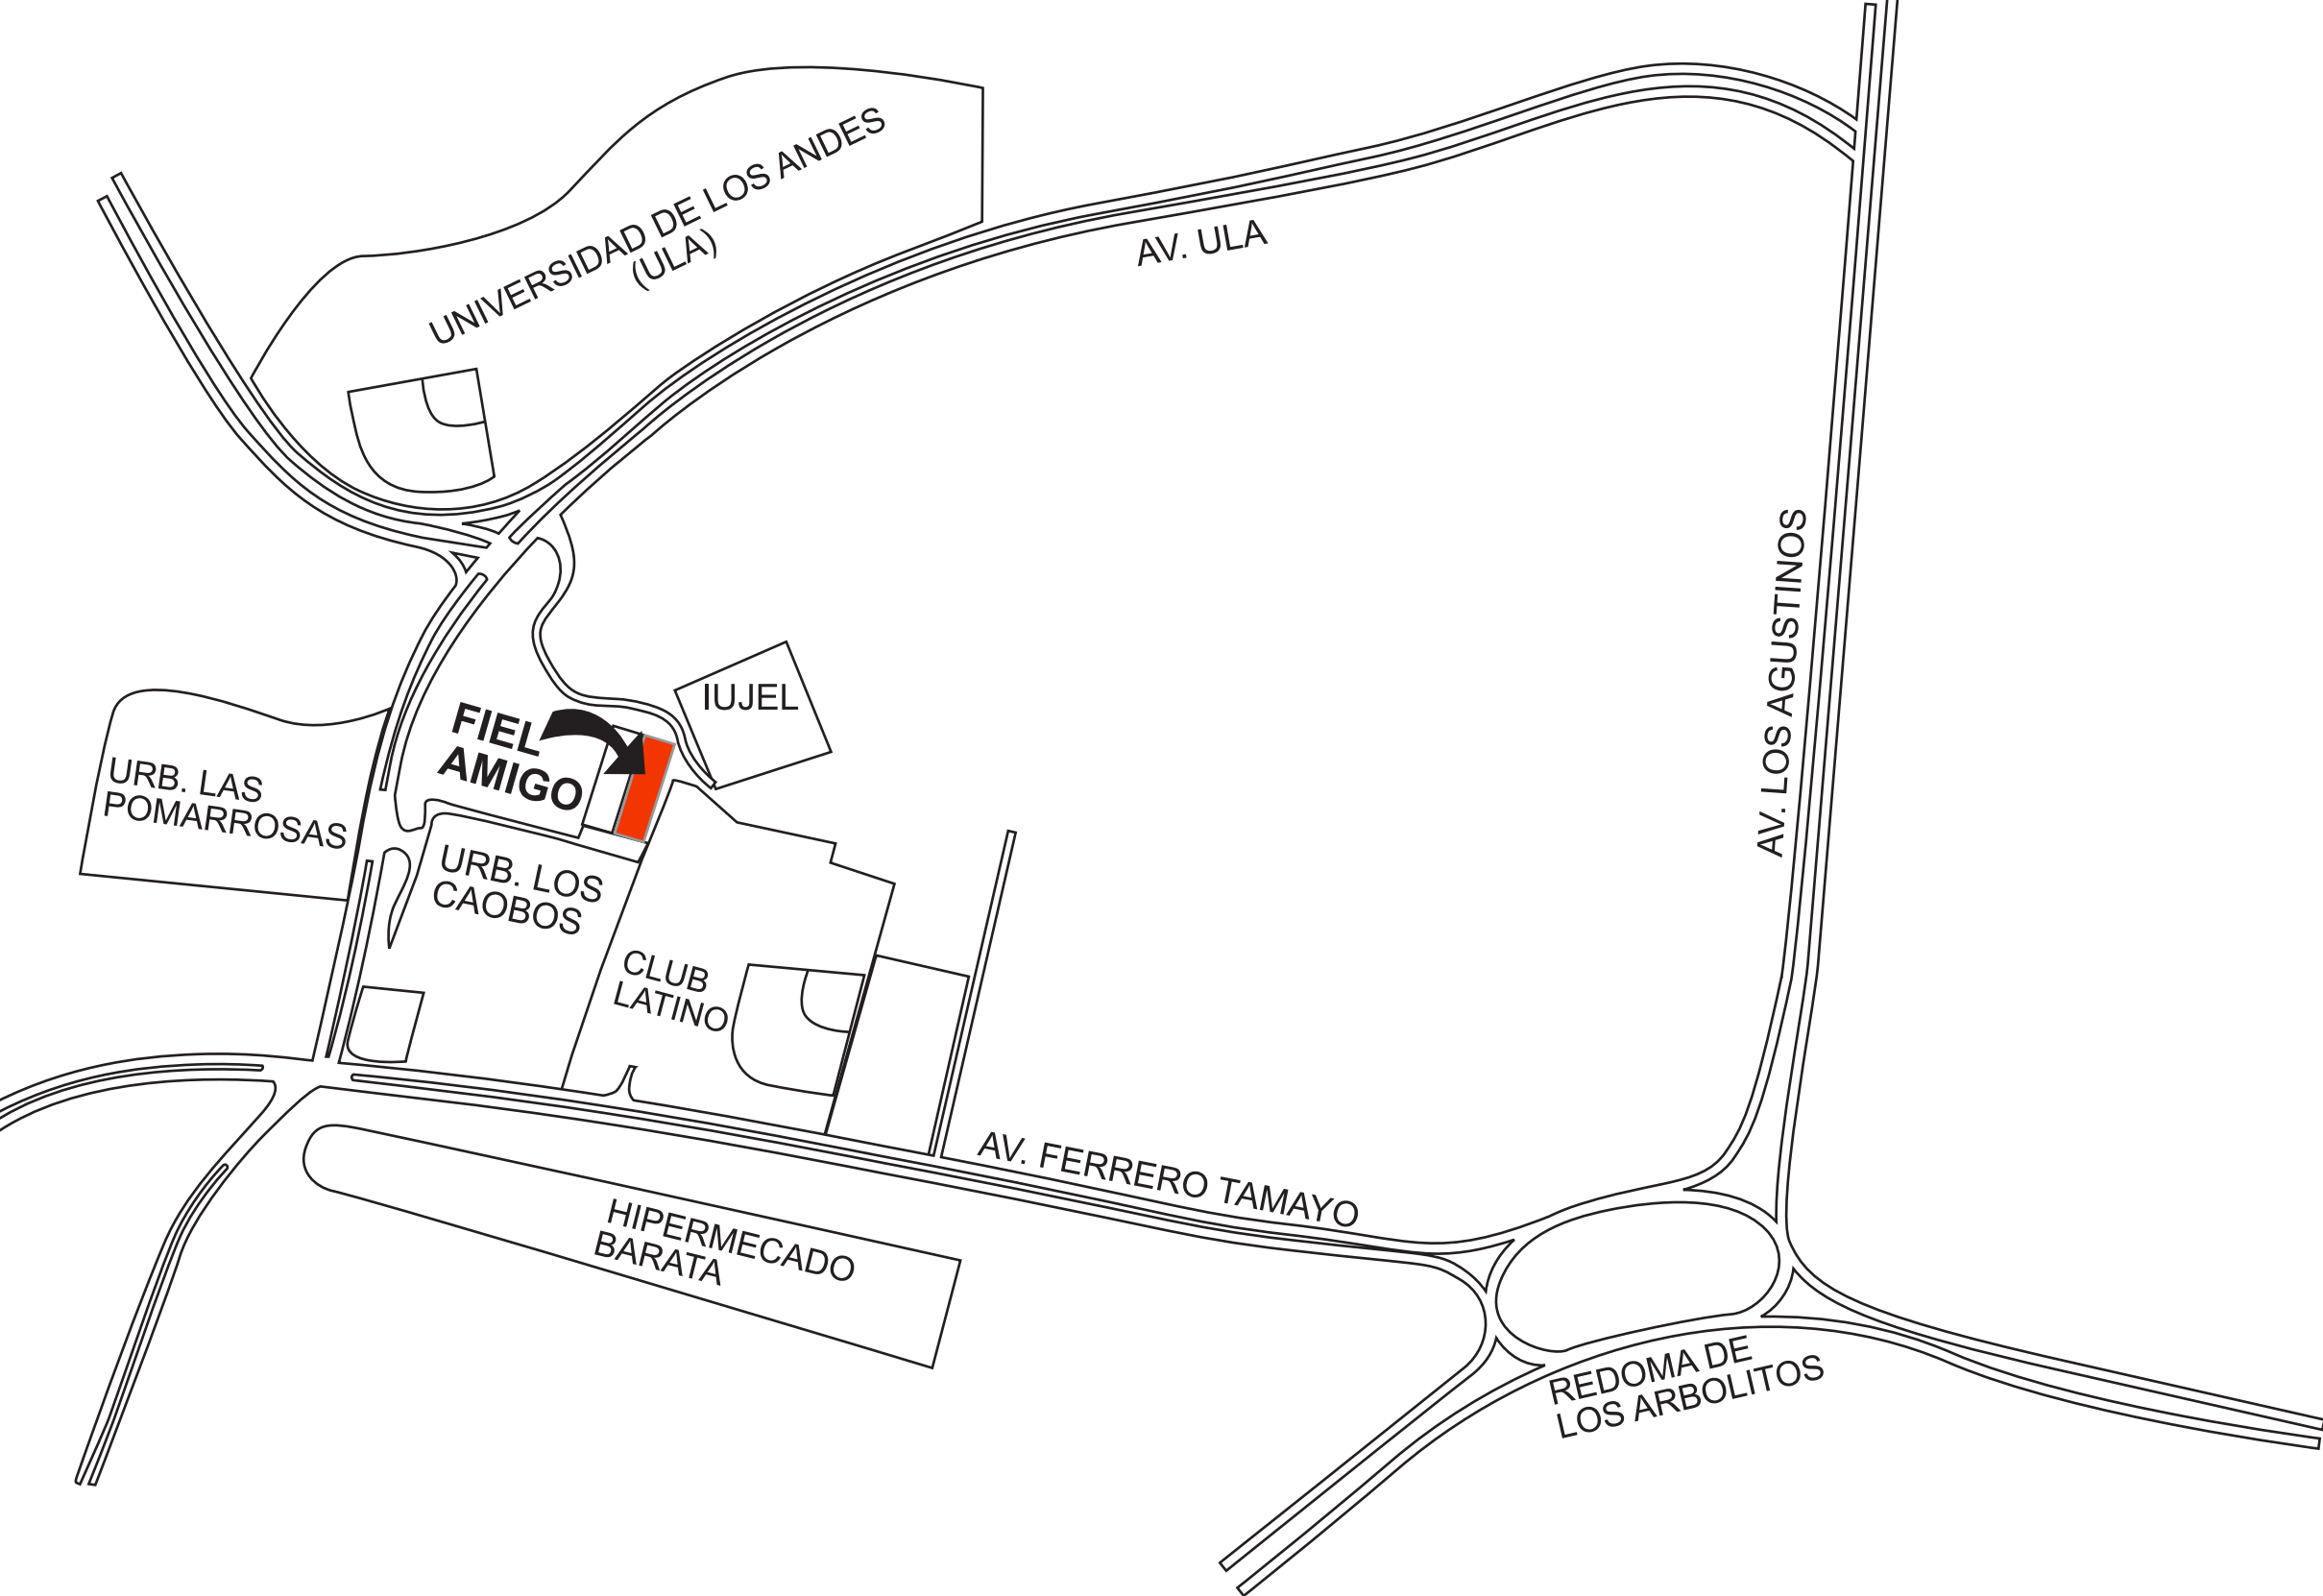 UNIVERSIDAD DE LOS ANDES
(ULA)
AV. ULA
AV. LOS AGUSTINOS
IUJEL
FIEL
AMIGO
URB. LAS
POMARROSAS
URB. LOS
CAOBOS
CLUB
LATINO
AV. FERRERO TAMAYO
HIPERMECADO
BARATA
REDOMA DE
LOS ARBOLITOS